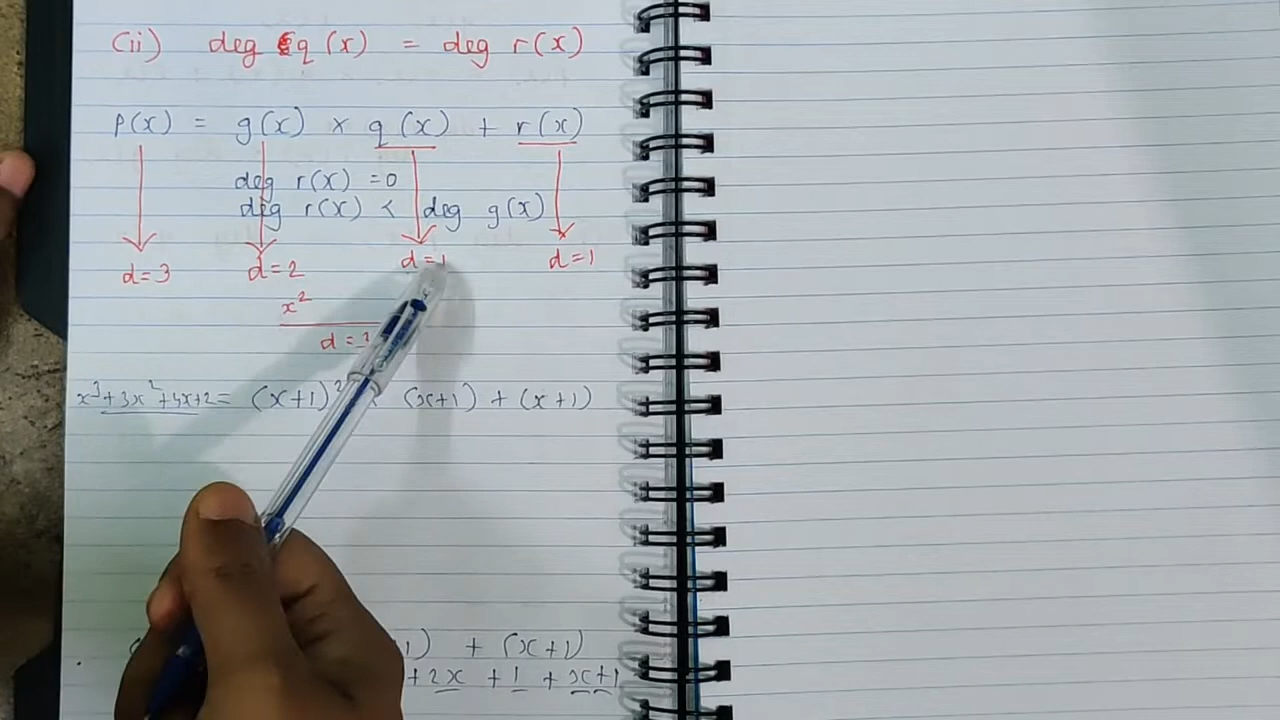 (ii) deg q(x) = deg r(x)
p(x) = g(x) × q(x) + r(x)
deg r(x) = 0
deg r(x) < deg g(x)
d=3 d=2 d=1 d=1
x²
d =
x³+3x²+4x+2 = (x+1)² (x+1) + (x+1)
1) + (x+1)
+2x + 1 + x+1